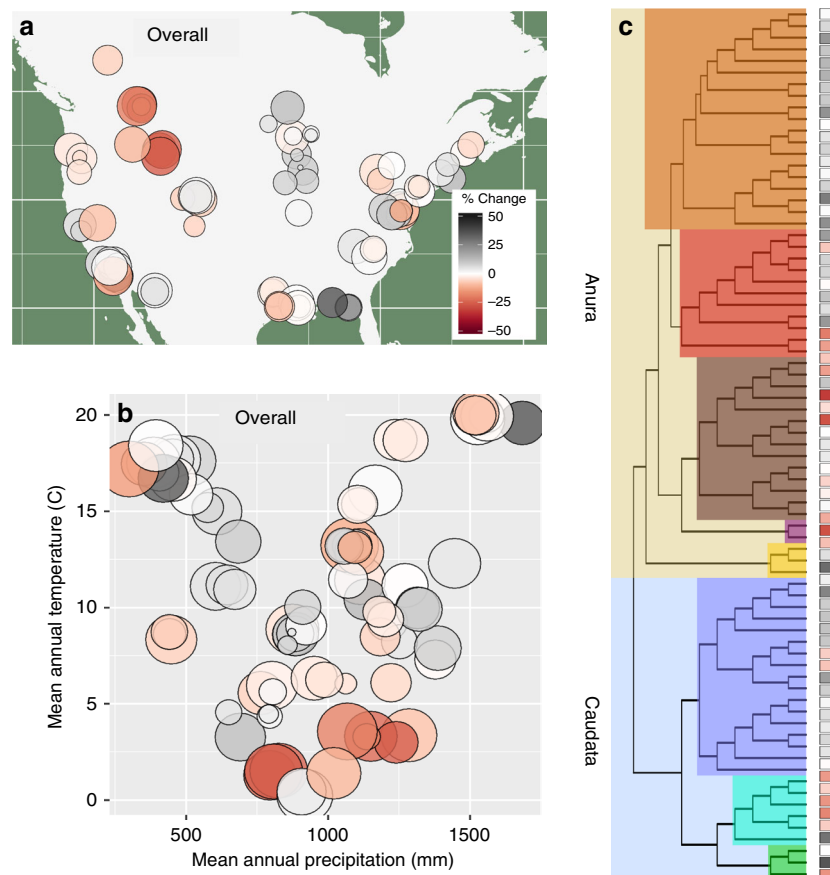 a
Overall
% Change
50
25
0
−25
−50
b
Overall
20
15
10
5
0
Mean annual temperature (C)
500
1000
1500
Mean annual precipitation (mm)
c
Anura
Caudata